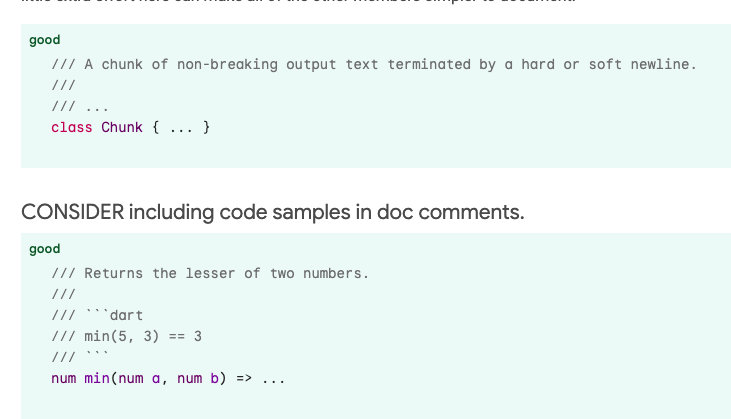 good
/// A chunk of non-breaking output text terminated by a hard or soft newline.
///
/// ...
class Chunk { ... }
CONSIDER including code samples in doc comments.
good
/// Returns the lesser of two numbers.
///
/// ```dart
/// min(5, 3) == 3
/// ```
num min(num a, num b) => ...